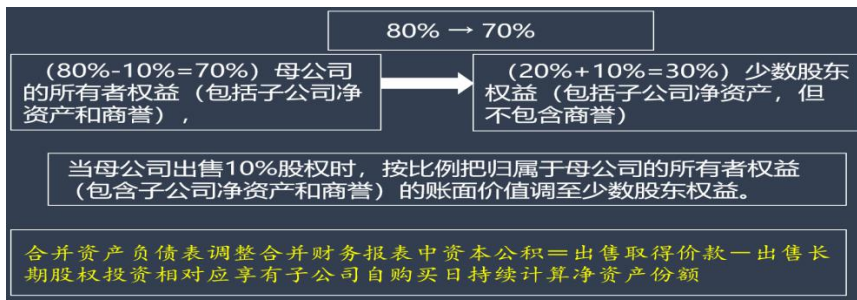 80% → 70%
（80%-10%=70%）母公司
的所有者权益（包括子公司净
资产和商誉），
（20%+10%=30%）少数股东
权益（包括子公司净资产，但
不包含商誉）
当母公司出售10%股权时，按比例把归属于母公司的所有者权益
（包含子公司净资产和商誉）的账面价值调至少数股东权益。
合并资产负债表调整合并财务报表中资本公积＝出售取得价款－出售长
期股权投资相对应享有子公司自购买日持续计算净资产份额